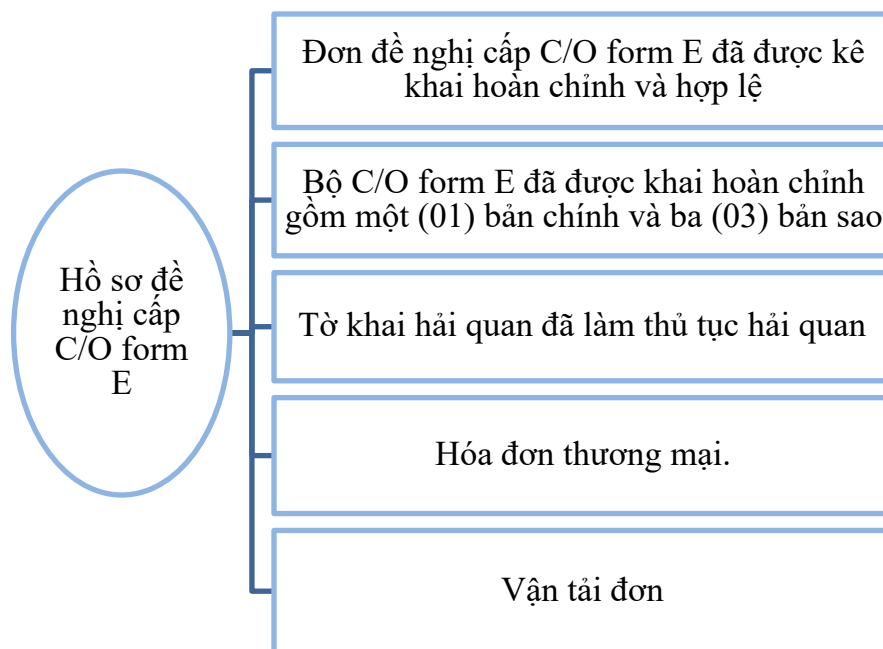 Hồ sơ đề
nghị cấp
C/O form
E
Đơn đề nghị cấp C/O form E đã được kê
khai hoàn chỉnh và hợp lệ
Bộ C/O form E đã được khai hoàn chỉnh
gồm một (01) bản chính và ba (03) bản sao
Tờ khai hải quan đã làm thủ tục hải quan
Hóa đơn thương mại.
Vận tải đơn